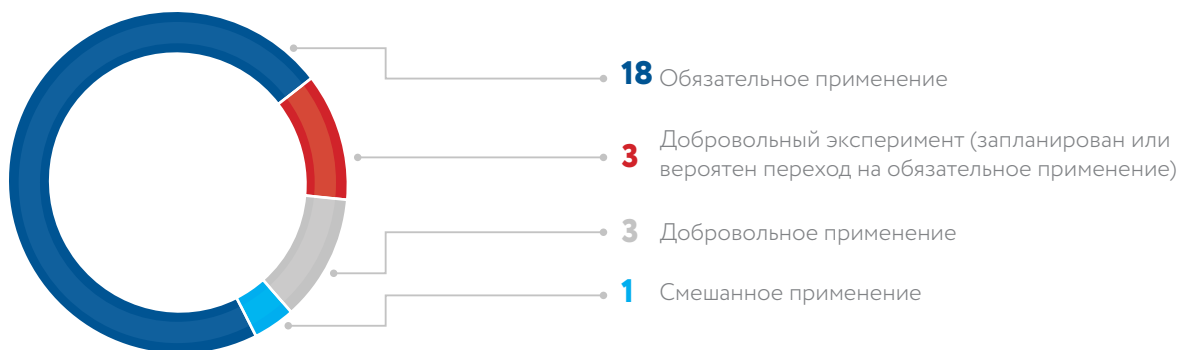 18 Обязательное применение
3 Добровольный эксперимент (запланирован или
вероятен переход на обязательное применение)
3 Добровольное применение
1 Смешанное применение